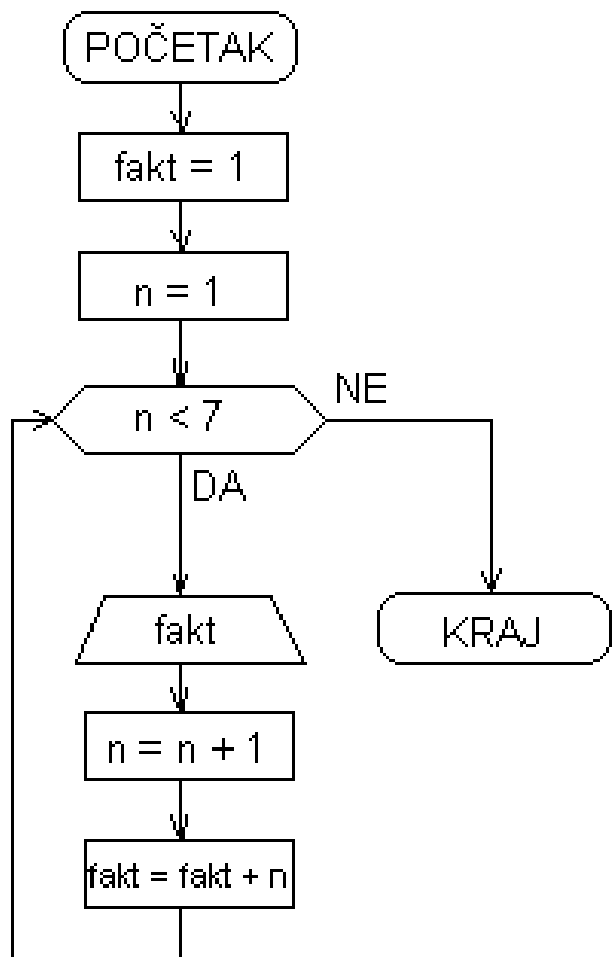 POČETAK
fakt = 1
n = 1
n < 7
NE
DA
fakt
KRAJ
n = n + 1
fakt = fakt + n